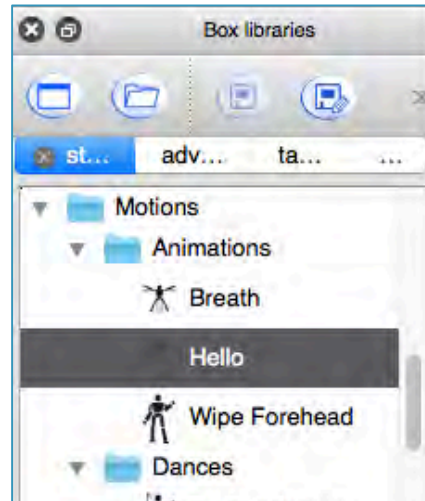 Box libraries
st... adv... ta... ...
Motions
Animations
Breath
Hello
Wipe Forehead
Dances